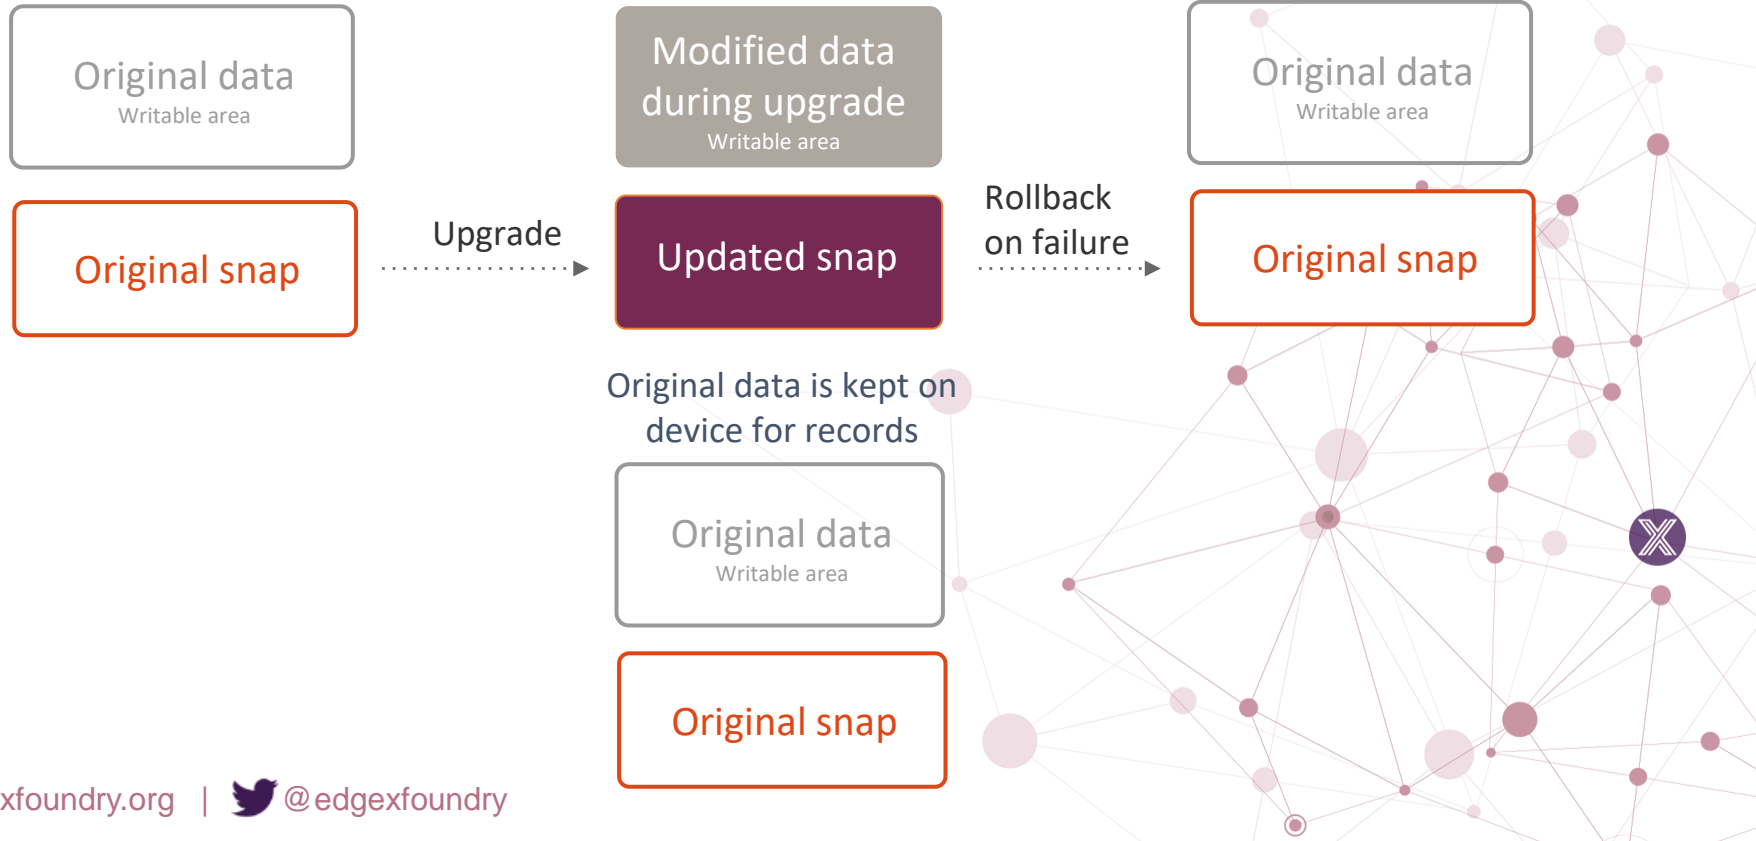 Original data
Writable area
Original snap
Upgrade
Modified data
during upgrade
Writable area
Updated snap
Rollback
on failure
Original data
Writable area
Original snap
Original data is kept on
device for records
Original data
Writable area
Original snap
xfoundry.org | @edgexfoundry